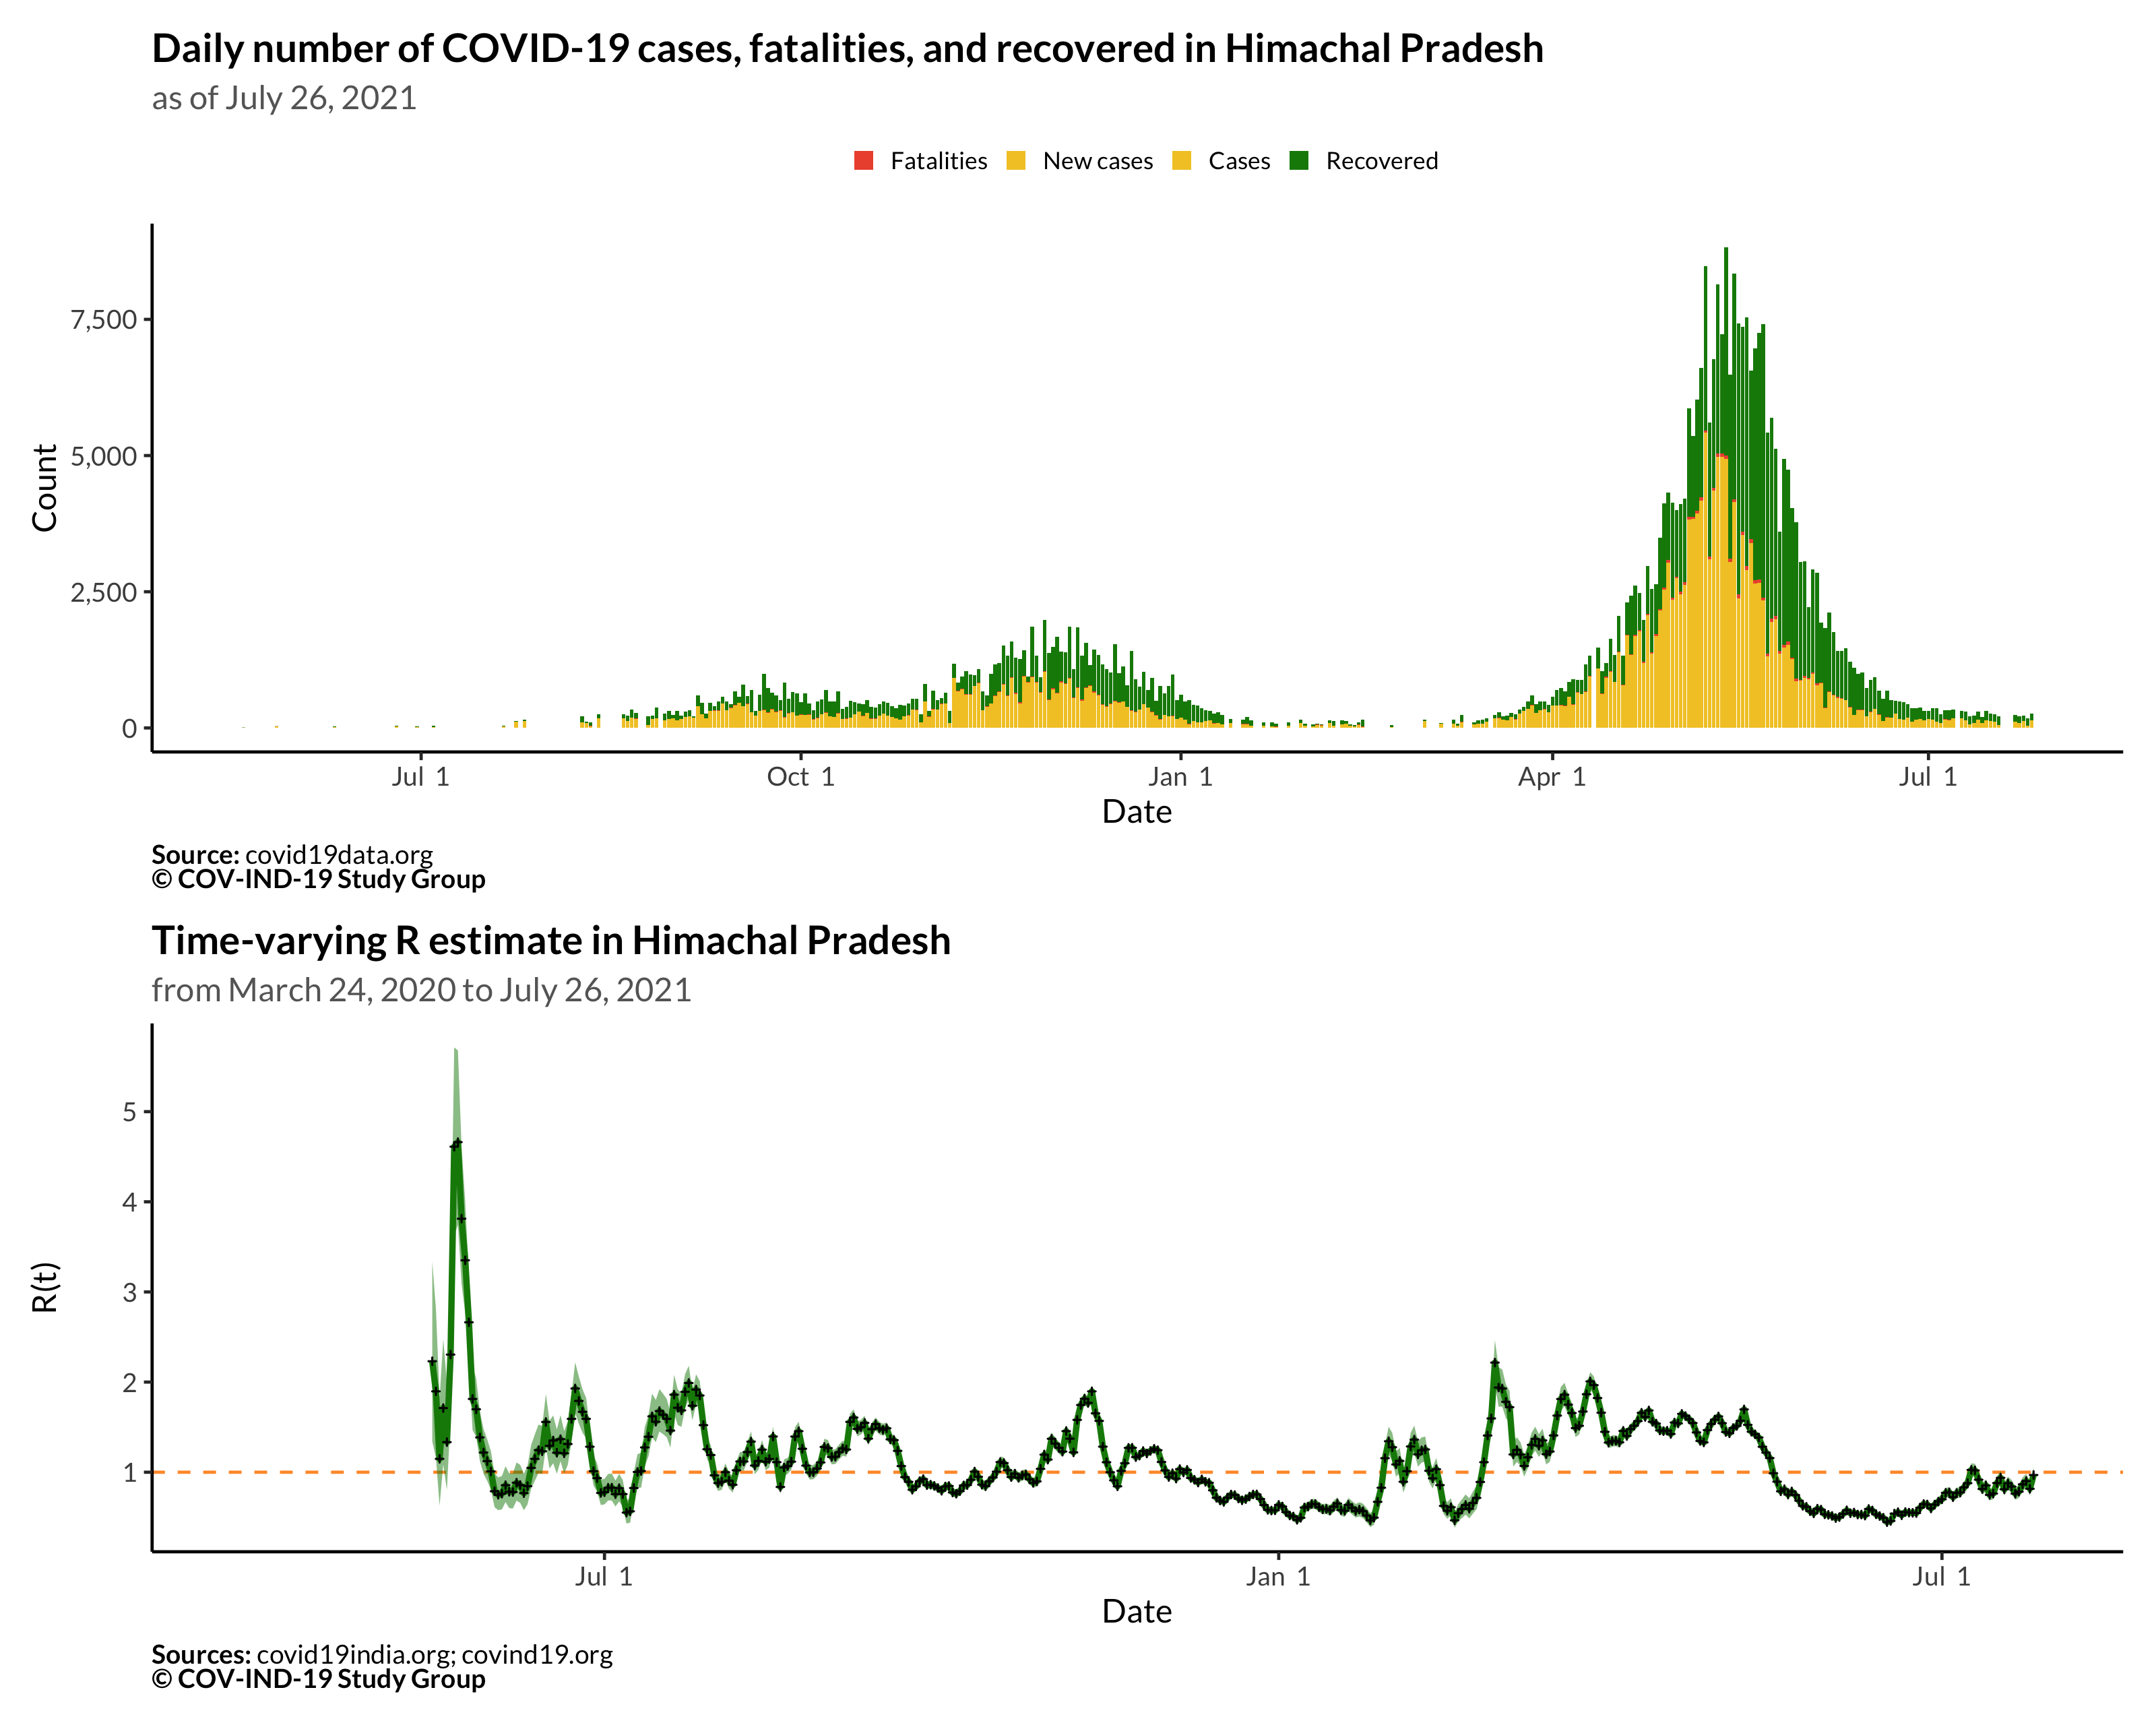 Daily number of COVID-19 cases, fatalities, and recovered in Himachal Pradesh
as of July 26, 2021
Fatalities New cases Cases Recovered
Count
7,500
5,000
2,500
0
Jul 1 Oct 1 Jan 1 Apr 1 Jul 1
Date
Source: covid19data.org
© COV-IND-19 Study Group
Time-varying R estimate in Himachal Pradesh
from March 24, 2020 to July 26, 2021
R(t)
5
4
3
2
1
Jul 1 Jan 1 Jul 1
Date
Sources: covid19india.org; covind19.org
© COV-IND-19 Study Group